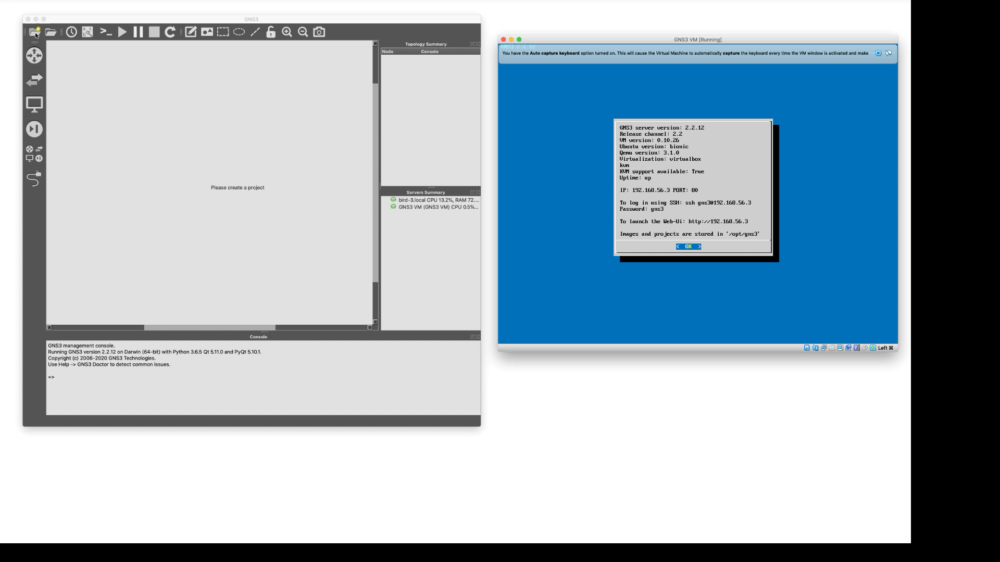 GNS3
Topology Summary
Node Console
Please create a project
Servers Summary
bird-3.local CPU 13.2%, RAM 72....
GNS3 VM (GNS3 VM) CPU 0.5%...
Console
GNS3 management console.
Running GNS3 version 2.2.12 on Darwin (64-bit) with Python 3.6.5 Qt 5.11.0 and PyQt 5.10.1.
Copyright (c) 2006-2020 GNS3 Technologies.
Use Help -> GNS3 Doctor to detect common issues.
=>
GNS3 VM [Running]
GNS3 2.2.12
You have the Auto capture keyboard option turned on. This will cause the Virtual Machine to automatically capture the keyboard every time the VM window is activated and make
GNS3 server version: 2.2.12
Release channel: 2.2
VM version: 0.10.26
Ubuntu version: bionic
Qemu version: 3.1.0
Virtualization: virtualbox
kvm
KVM support available: True
Uptime: up
IP: 192.168.56.3 PORT: 80
To log in using SSH: ssh gns3@192.168.56.3
Password: gns3
To launch the Web-Ui: http://192.168.56.3
Images and projects are stored in '/opt/gns3'
< OK >
Left ⌘